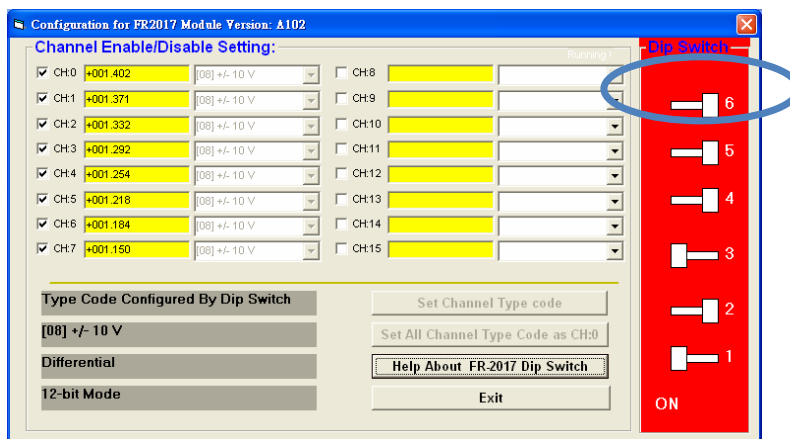 Configuration for FR2017 Module Version: A102
Channel Enable/Disable Setting:
Running !
Dip Switch
CH:0 +001.402 [08] +/- 10 V CH:8
CH:1 +001.371 [08] +/- 10 V CH:9
CH:2 +001.332 [08] +/- 10 V CH:10
CH:3 +001.292 [08] +/- 10 V CH:11
CH:4 +001.254 [08] +/- 10 V CH:12
CH:5 +001.218 [08] +/- 10 V CH:13
CH:6 +001.184 [08] +/- 10 V CH:14
CH:7 +001.150 [08] +/- 10 V CH:15
Type Code Configured By Dip Switch
[08] +/- 10 V
Differential
12-bit Mode
Set Channel Type code
Set All Channel Type Code as CH:0
Help About FR-2017 Dip Switch
Exit
6
5
4
3
2
1
ON